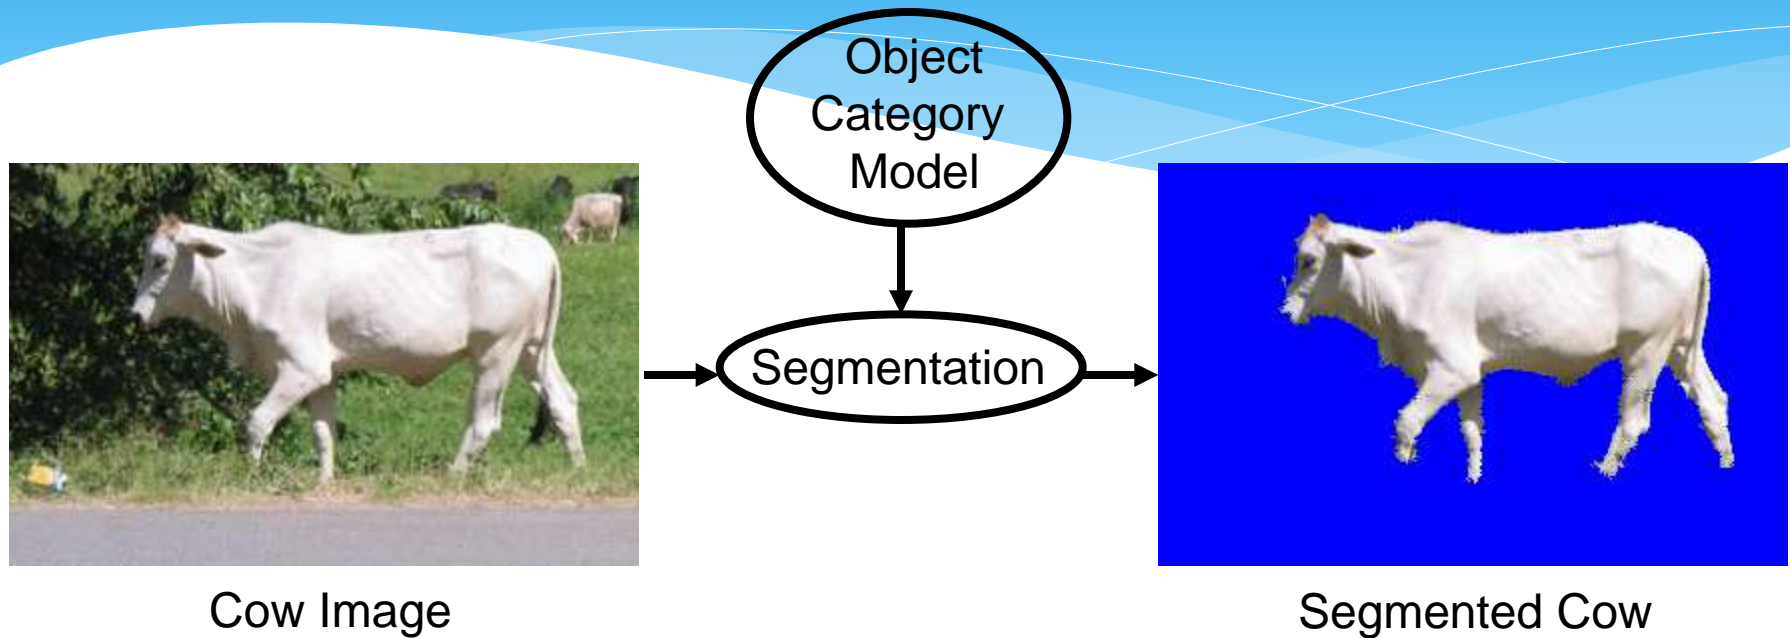 Object
Category
Model
Segmentation
Cow Image
Segmented Cow